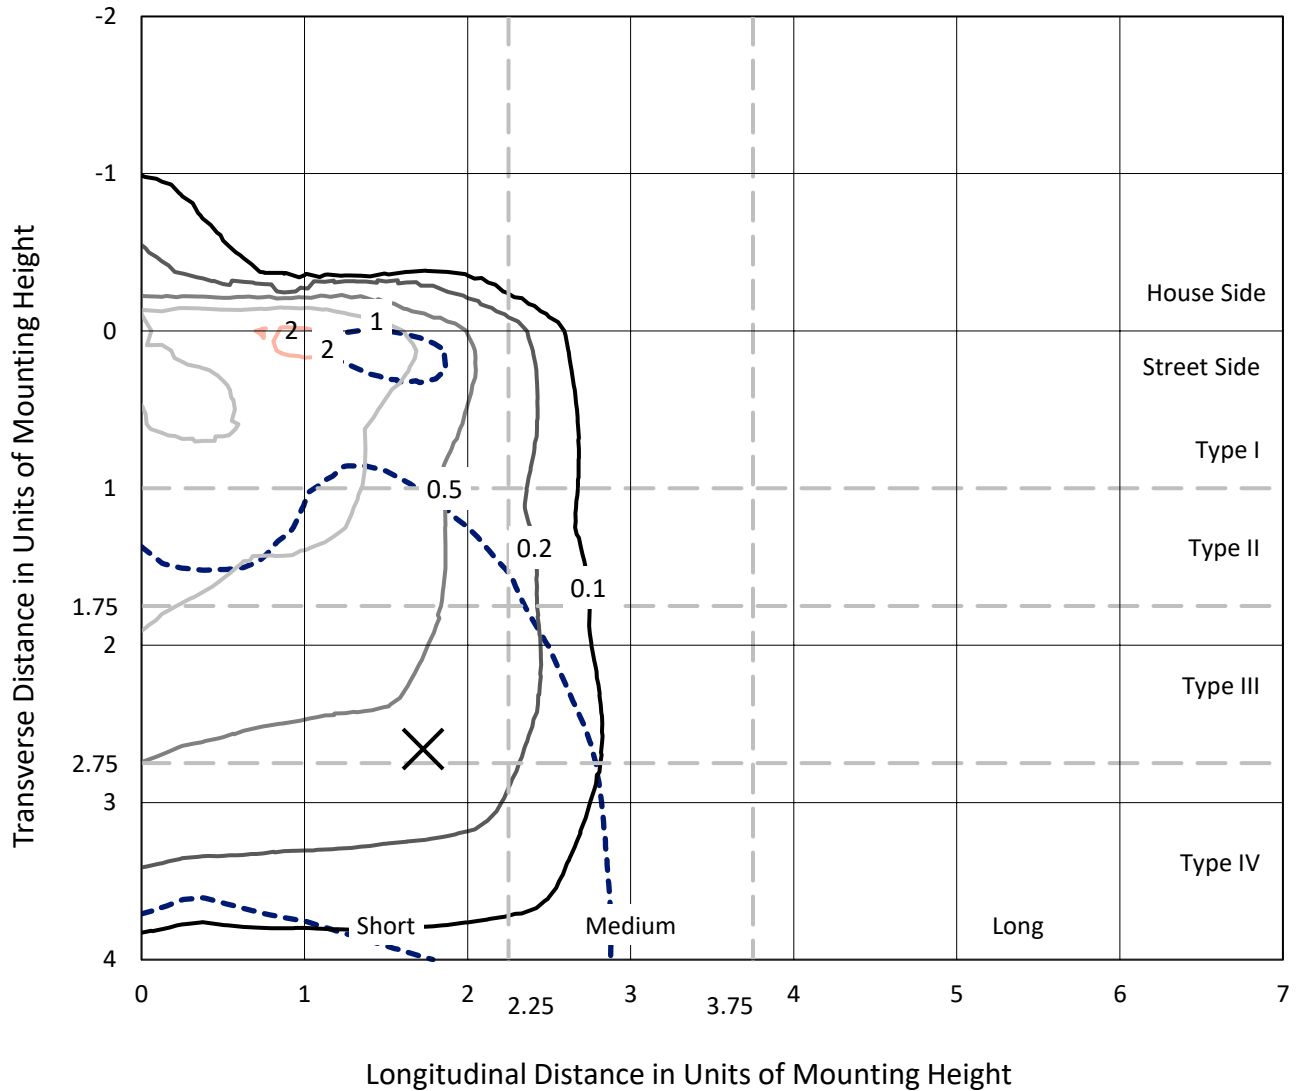 -2
-1
House Side
1
0
2
2
Street Side
Type I
1
0.5
0.2
Type II
0.1
1.75
2
Type III
2.75
3
Type IV
Short
Medium
Long
4
0
1
2
2.25
3
3.75
4
5
6
7
Transverse Distance in Units of Mounting Height
Longitudinal Distance in Units of Mounting Height